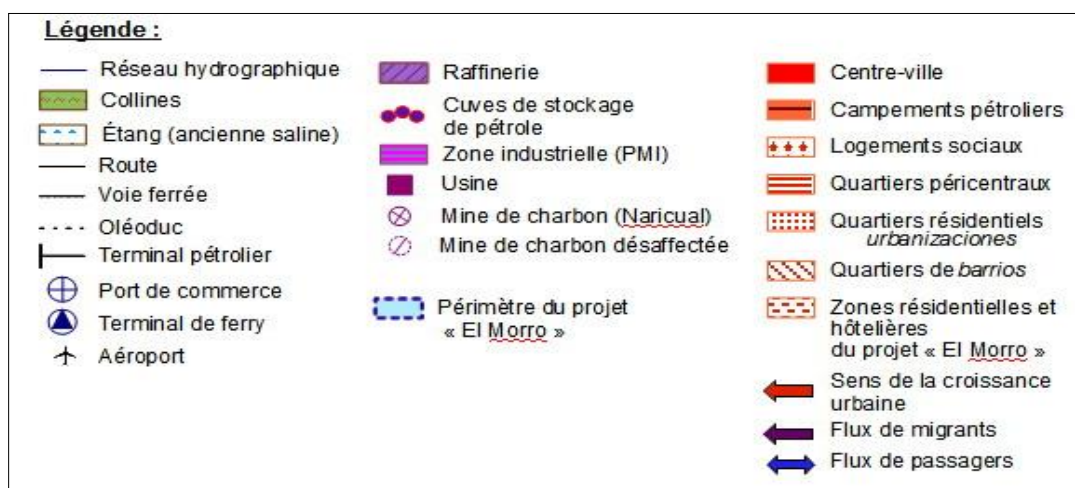 Légende :
Réseau hydrographique
Collines
Étang (ancienne saline)
Route
Voie ferrée
Oléoduc
Terminal pétrolier
Port de commerce
Terminal de ferry
Aéroport
Raffinerie
Cuves de stockage
de pétrole
Zone industrielle (PMI)
Usine
Mine de charbon (Naricual)
Mine de charbon désaffectée
Périmètre du projet
« El Morro »
Centre-ville
Campements pétroliers
Logements sociaux
Quartiers péricentraux
Quartiers résidentiels
urbanizaciones
Quartiers de barrios
Zones résidentielles et
hôtelières
du projet « El Morro »
Sens de la croissance
urbaine
Flux de migrants
Flux de passagers